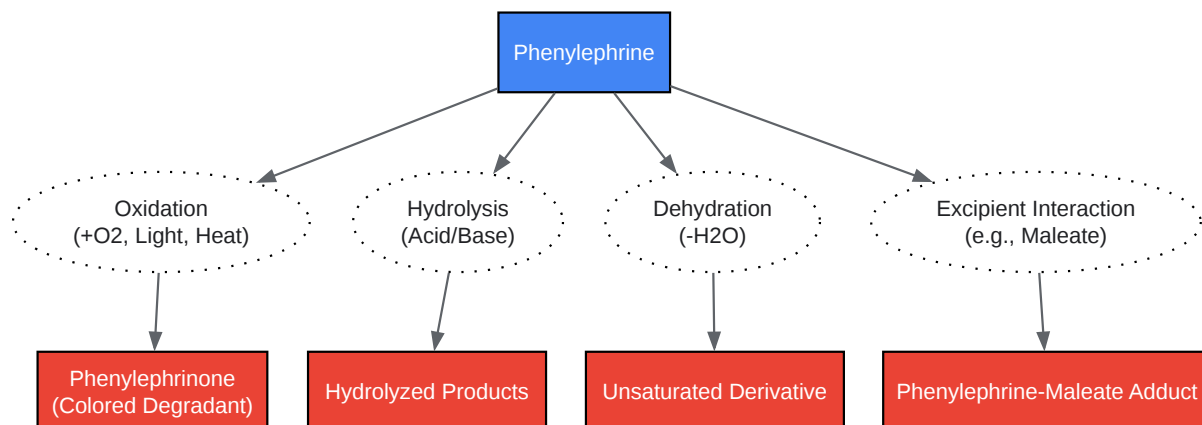 Phenylephrine
Oxidation
(+O2, Light, Heat)
Hydrolysis
(Acid/Base)
Dehydration
(-H2O)
Excipient Interaction
(e.g., Maleate)
Phenylephrinone
(Colored Degradant)
Hydrolyzed Products
Unsaturated Derivative
Phenylephrine-Maleate Adduct